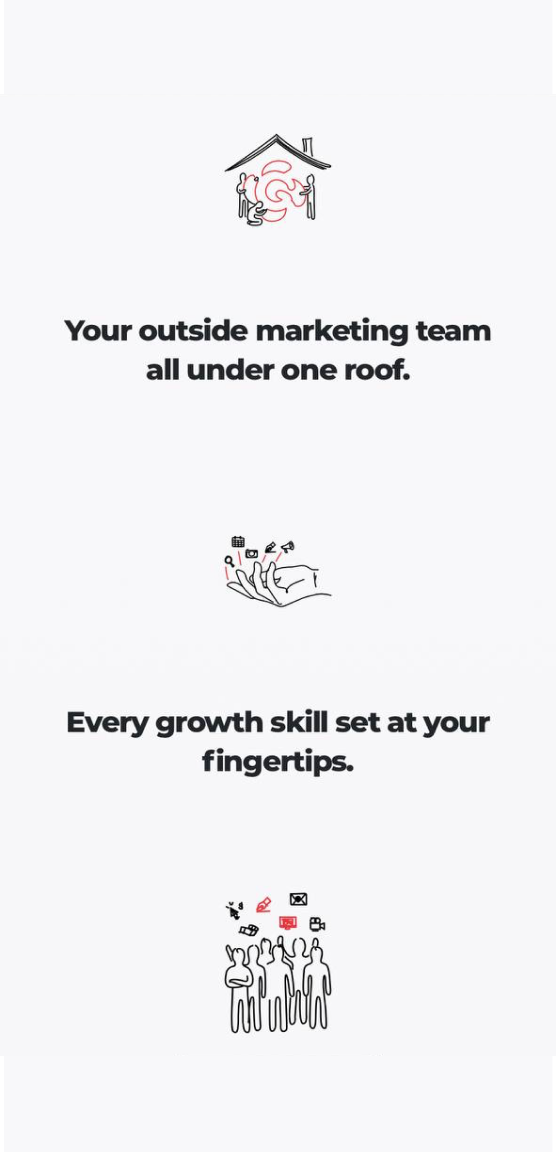 Your outside marketing team
all under one roof.
Every growth skill set at your
fingertips.